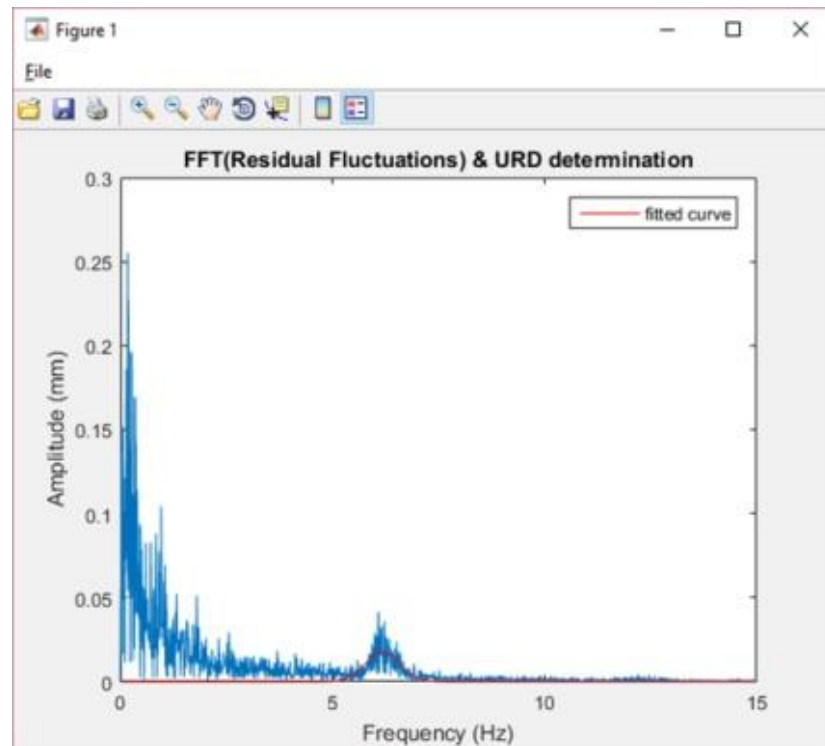 Figure 1
File
FFT(Residual Fluctuations) & URD determination
fitted curve
0.3
0.25
0.2
0.15
0.1
0.05
0
Amplitude (mm)
0 5 10 15
Frequency (Hz)